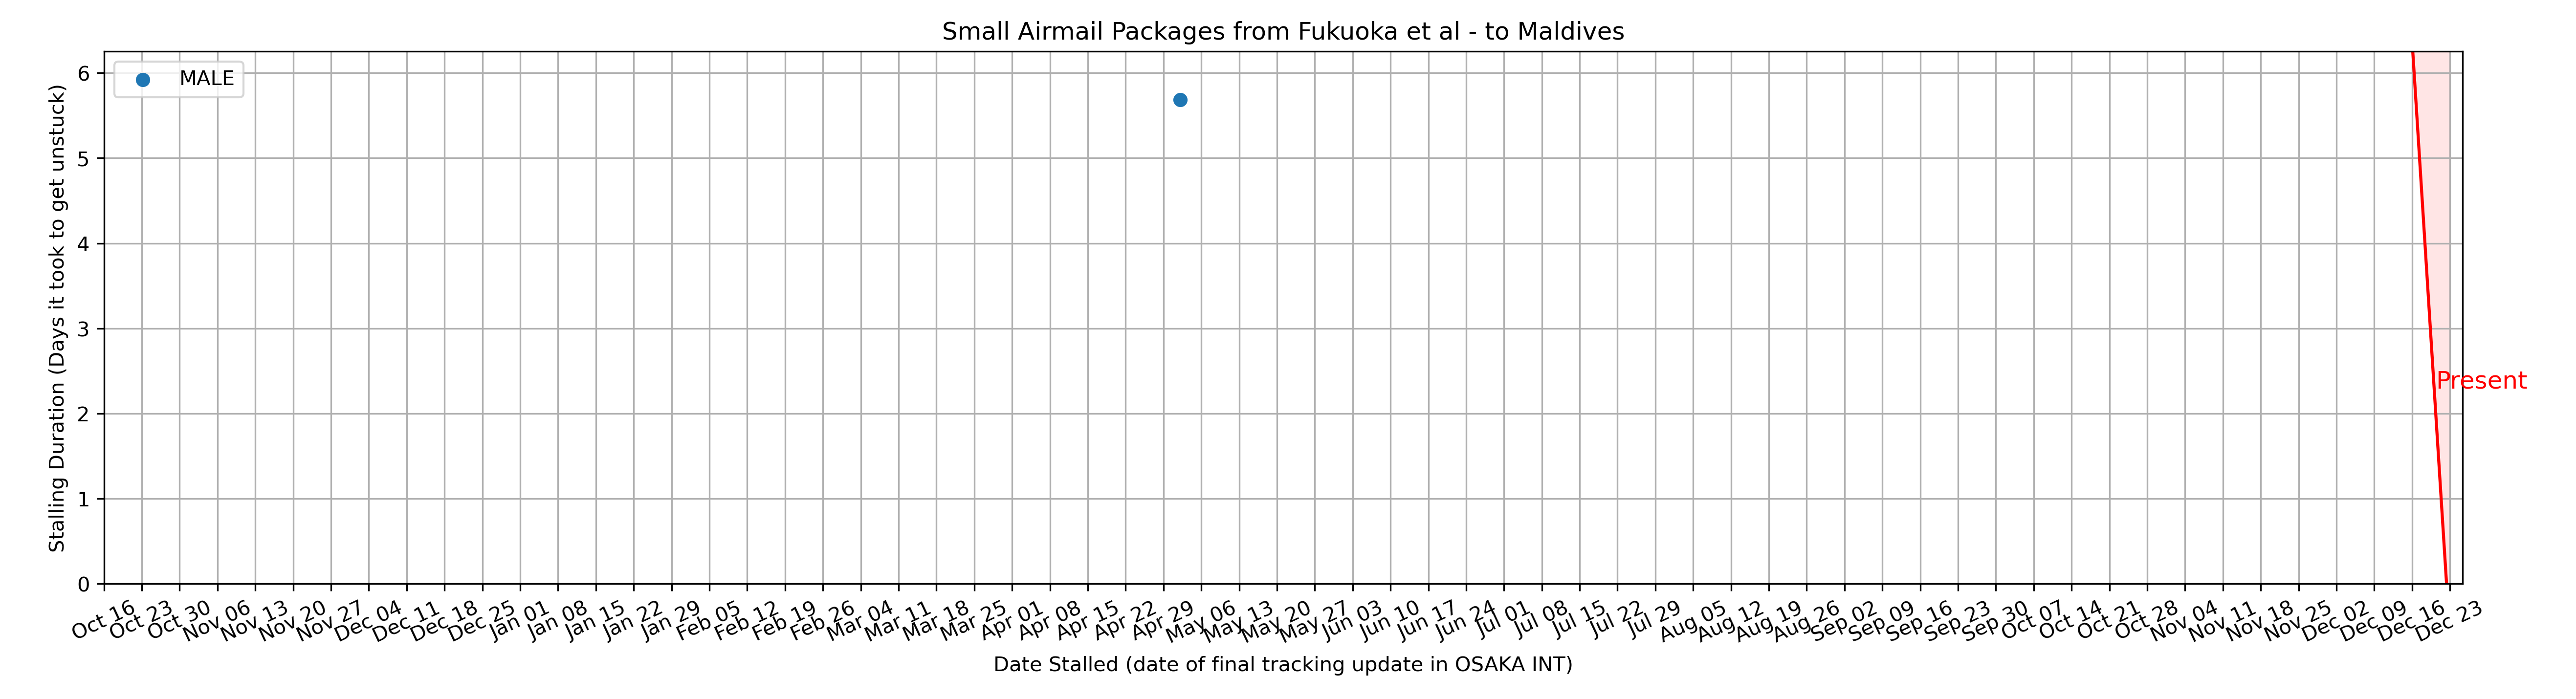 Small Airmail Packages from Fukuoka et al - to Maldives
MALE
6
5
4
3
2
1
0
Stalling Duration (Days it took to get unstuck)
Present
Oct 16
Oct 23
Oct 30
Nov 06
Nov 13
Nov 20
Nov 27
Dec 04
Dec 11
Dec 18
Dec 25
Jan 01
Jan 08
Jan 15
Jan 22
Jan 29
Feb 05
Feb 12
Feb 19
Feb 26
Mar 04
Mar 11
Mar 18
Mar 25
Apr 01
Apr 08
Apr 15
Apr 22
Apr 29
May 06
May 13
May 20
May 27
Jun 03
Jun 10
Jun 17
Jun 24
Jul 01
Jul 08
Jul 15
Jul 22
Jul 29
Aug 05
Aug 12
Aug 19
Aug 26
Sep 02
Sep 09
Sep 16
Sep 23
Sep 30
Oct 07
Oct 14
Oct 21
Oct 28
Nov 04
Nov 11
Nov 18
Nov 25
Dec 02
Dec 09
Dec 16
Dec 23
Date Stalled (date of final tracking update in OSAKA INT)